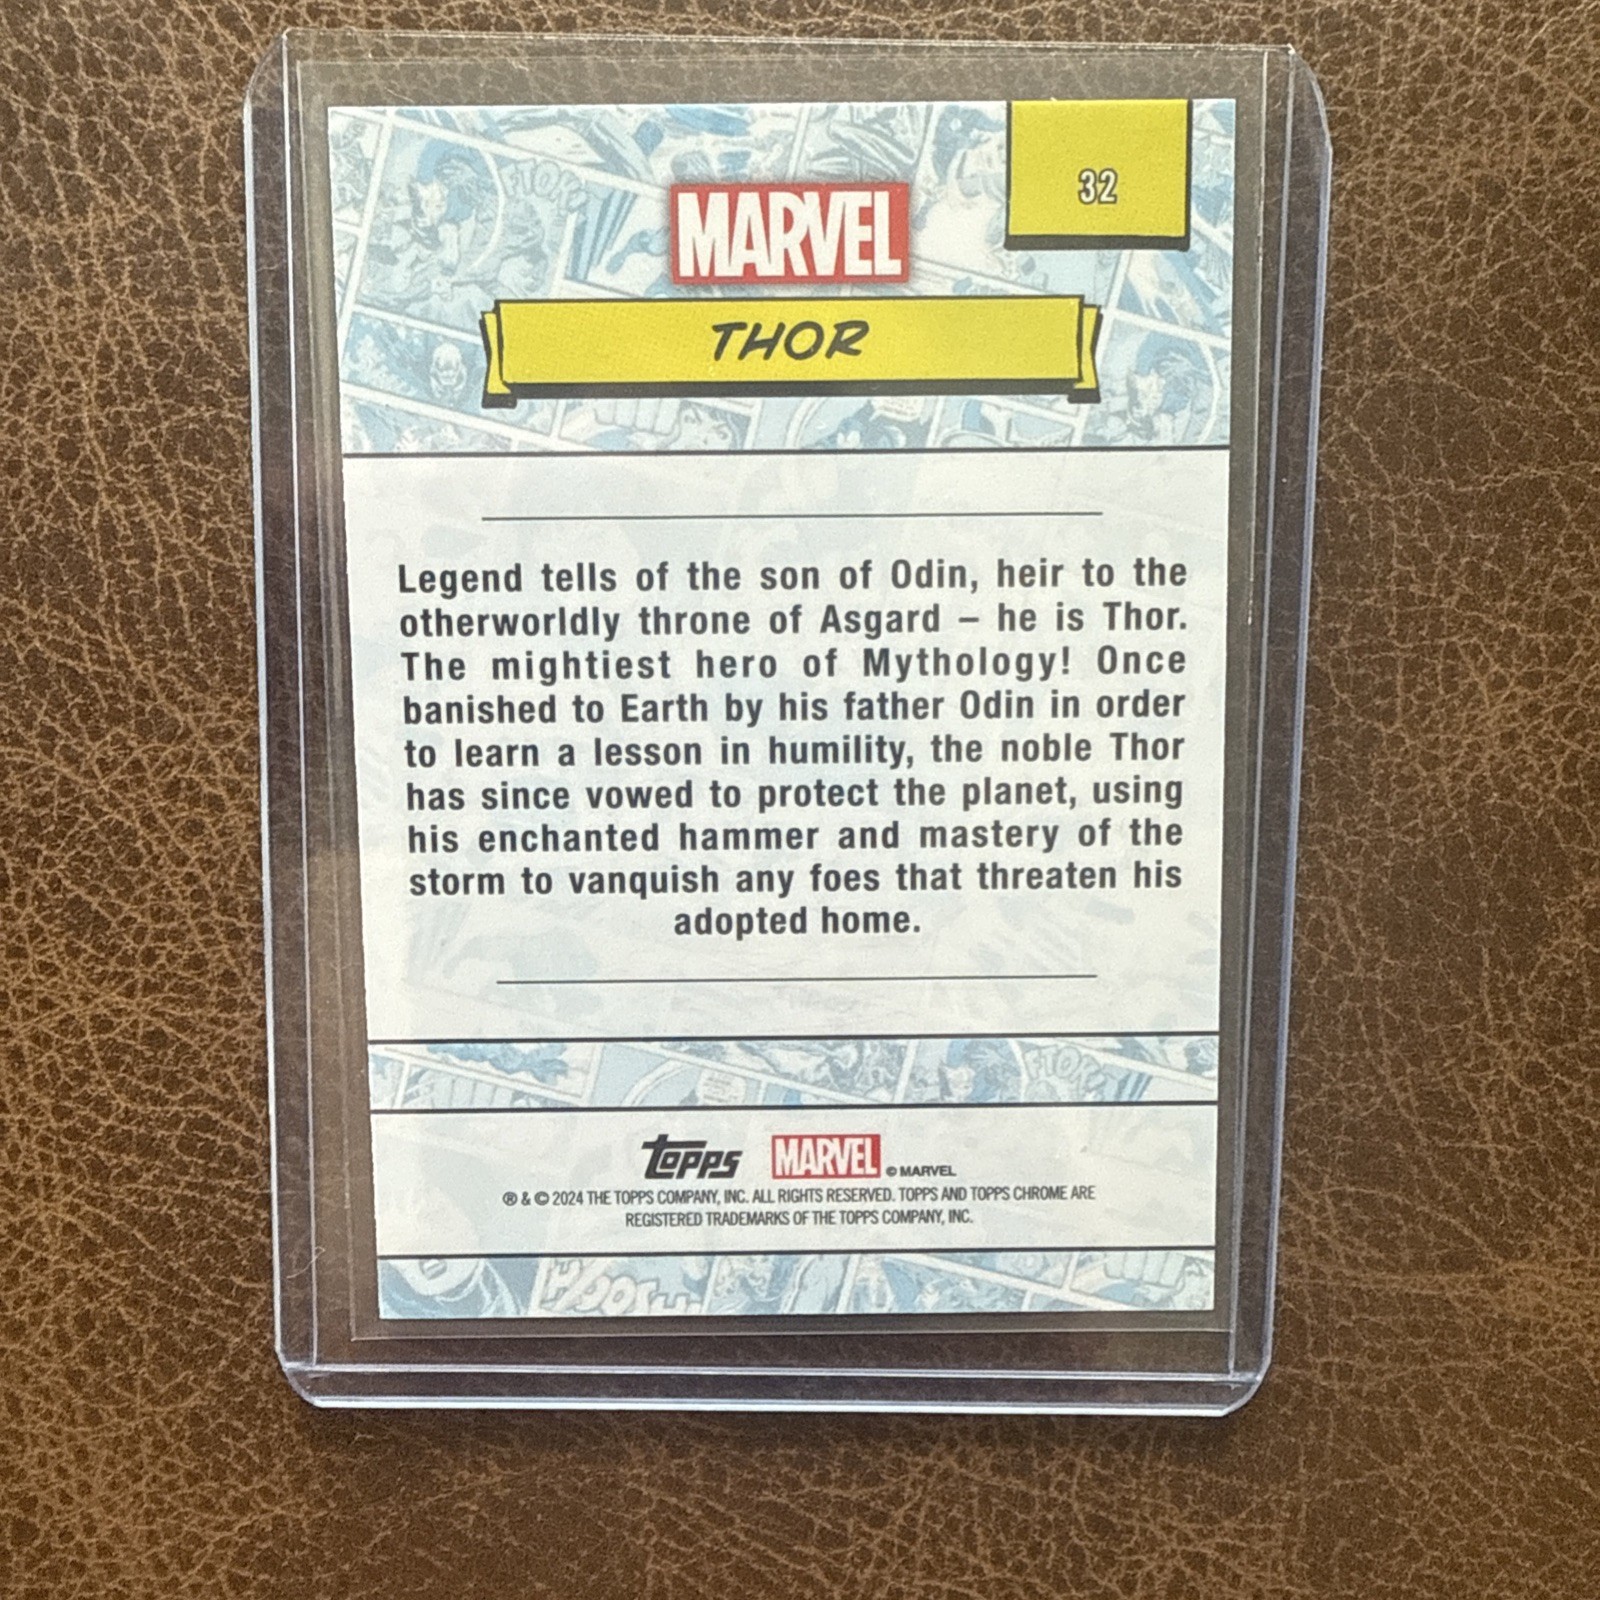 32
MARVEL
THOR
Legend tells of the son of Odin, heir to the
otherworldly throne of Asgard – he is Thor.
The mightiest hero of Mythology! Once
banished to Earth by his father Odin in order
to learn a lesson in humility, the noble Thor
has since vowed to protect the planet, using
his enchanted hammer and mastery of the
storm to vanquish any foes that threaten his
adopted home.
topps MARVEL © MARVEL
® & © 2024 THE TOPPS COMPANY, INC. ALL RIGHTS RESERVED. TOPPS AND TOPPS CHROME ARE
REGISTERED TRADEMARKS OF THE TOPPS COMPANY, INC.